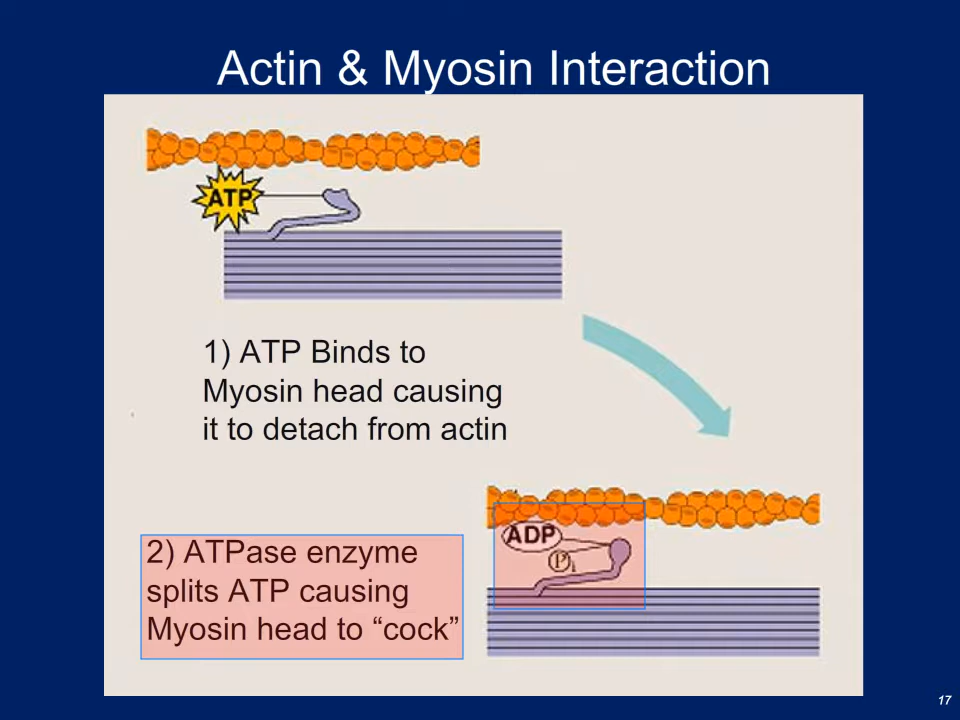 Actin & Myosin Interaction
ATP
1) ATP Binds to
Myosin head causing
it to detach from actin
ADP
Pi
2) ATPase enzyme
splits ATP causing
Myosin head to “cock”
17